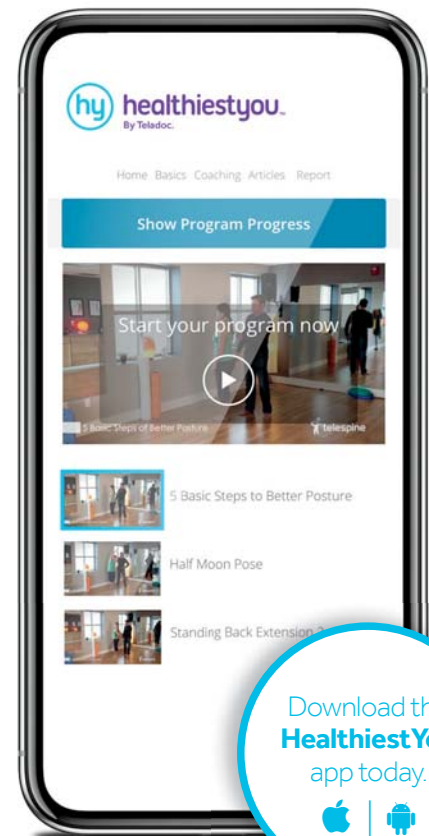 hy healthiestyou™
By Teladoc.
Home Basics Coaching Articles Report
Show Program Progress
Start your program now
5 Basic Steps of Better Posture telespine
5 Basic Steps to Better Posture
Half Moon Pose
Standing Back Extension
Download th
HealthiestYo
app today.